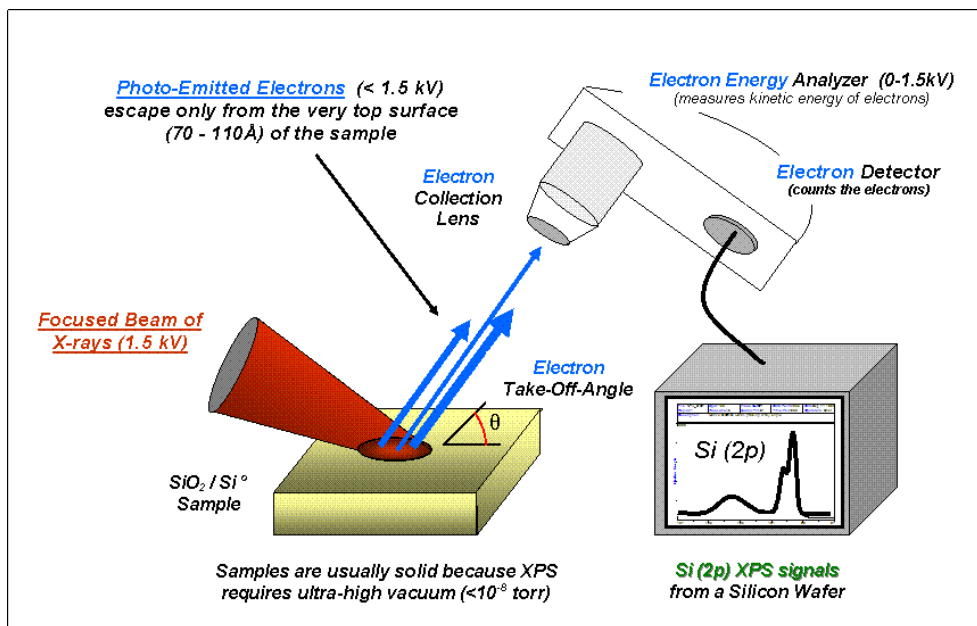 Photo-Emitted Electrons (< 1.5 kV)
escape only from the very top surface
(70 - 110Å) of the sample
Electron Energy Analyzer (0-1.5kV)
(measures kinetic energy of electrons)
Electron
Collection
Lens
Electron Detector
(counts the electrons)
Focused Beam of
X-rays (1.5 kV)
Electron
Take-Off-Angle
θ
Si (2p)
SiO₂ / Si°
Sample
Samples are usually solid because XPS
requires ultra-high vacuum (<10⁻⁸ torr)
Si (2p) XPS signals
from a Silicon Wafer